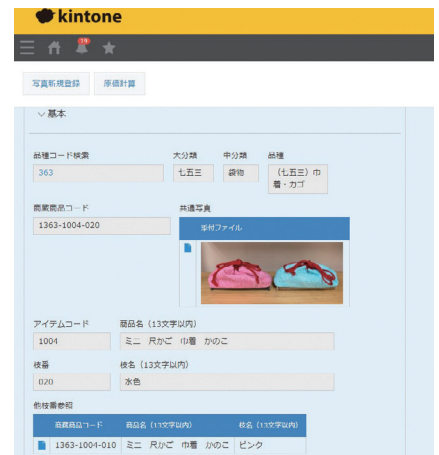 kintone
19
写真新規登録 原価計算
基本
品種コード検索 大分類 中分類 品種
363 七五三 袋物 （七五三）巾着・カゴ
商蔵商品コード 共通写真
1363-1004-020
添付ファイル
アイテムコード 商品名（13文字以内）
1004 ミニ 尺かご 巾着 かのこ
枝番 枝名（13文字以内）
020 水色
他枝番参照
商蔵商品コード 商品名（13文字以内） 枝名（13文字以内）
1363-1004-010 ミニ 尺かご 巾着 かのこ ピンク